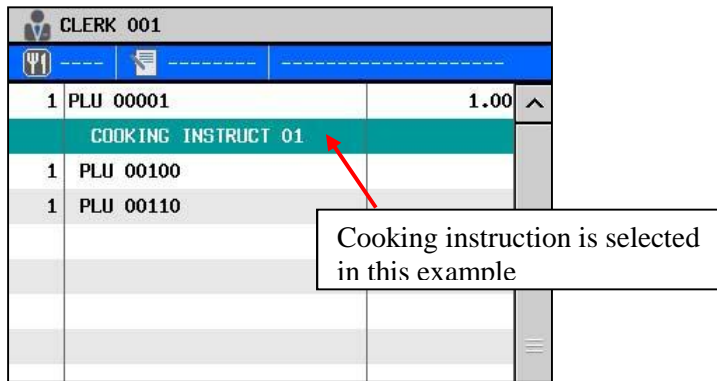 CLERK 001
---- -------- --------------------
1 PLU 00001 1.00
COOKING INSTRUCT 01
1 PLU 00100
1 PLU 00110
Cooking instruction is selected
in this example